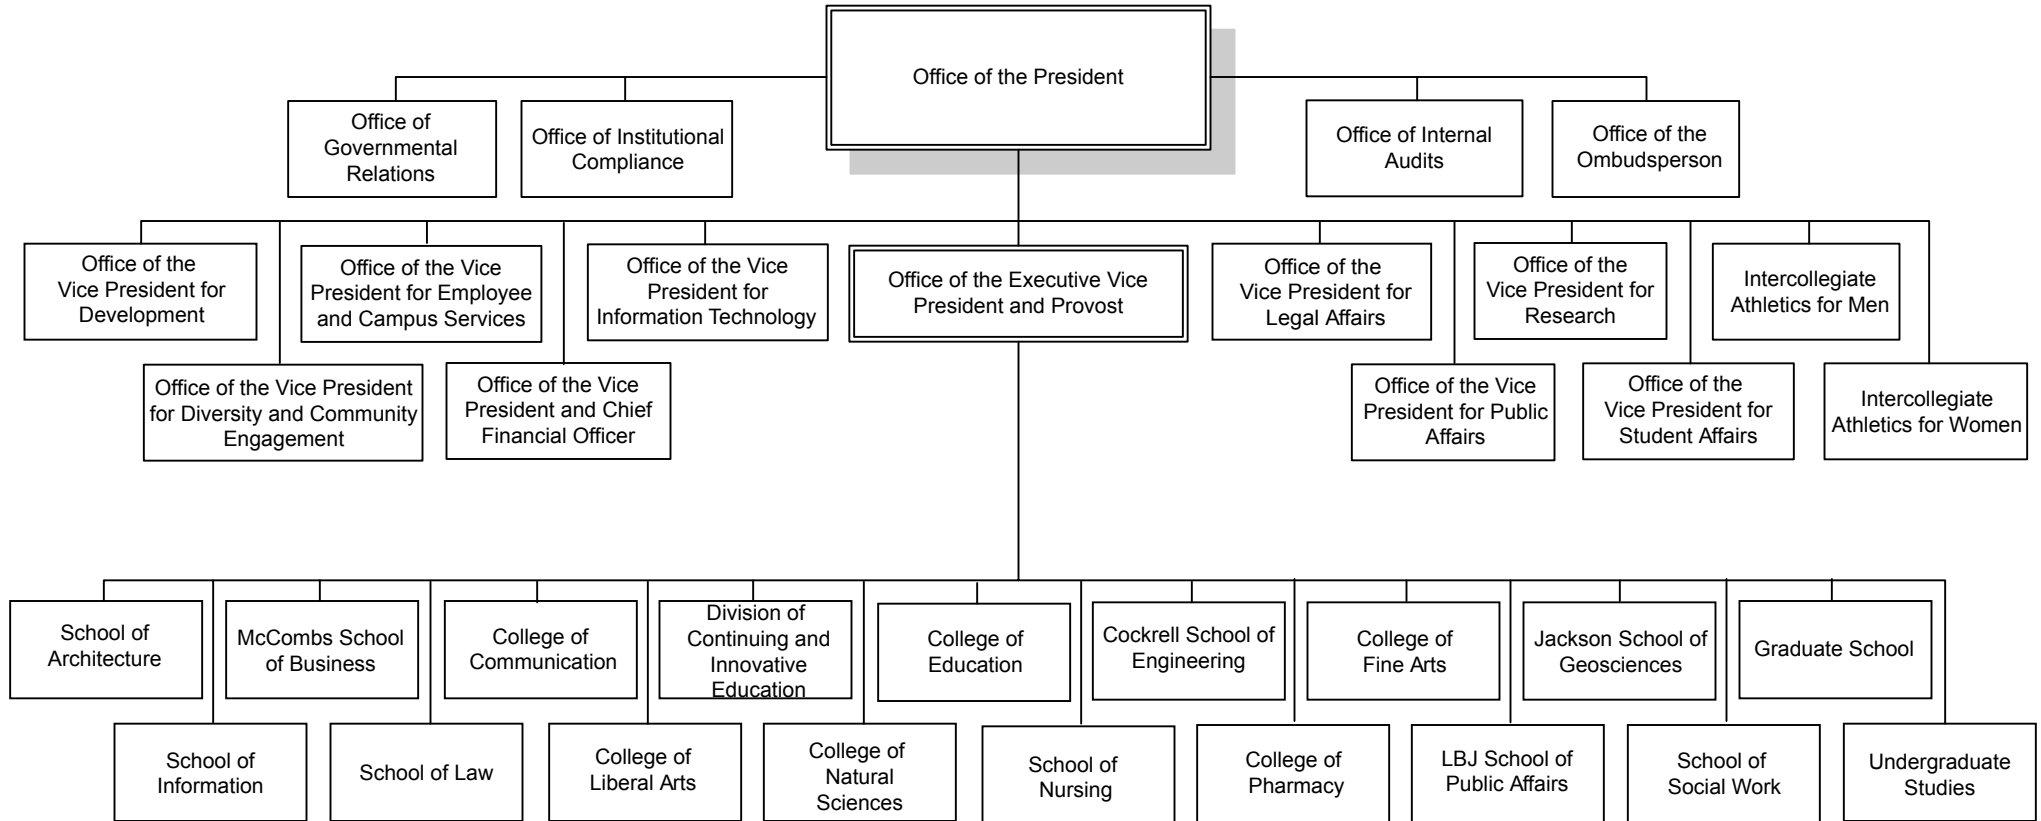 Office of the President
Office of
Governmental
Relations
Office of Institutional
Compliance
Office of Internal
Audits
Office of the
Ombudsperson
Office of the
Vice President for
Development
Office of the Vice
President for Employee
and Campus Services
Office of the Vice
President for
Information Technology
Office of the Executive Vice
President and Provost
Office of the
Vice President for
Legal Affairs
Office of the
Vice President for
Research
Intercollegiate
Athletics for Men
Office of the Vice President
for Diversity and Community
Engagement
Office of the Vice
President and Chief
Financial Officer
Office of the Vice
President for Public
Affairs
Office of the
Vice President for
Student Affairs
Intercollegiate
Athletics for Women
School of
Architecture
McCombs School
of Business
College of
Communication
Division of
Continuing and
Innovative
Education
College of
Education
Cockrell School of
Engineering
College of
Fine Arts
Jackson School of
Geosciences
Graduate School
School of
Information
School of Law
College of
Liberal Arts
College of
Natural
Sciences
School of
Nursing
College of
Pharmacy
LBJ School of
Public Affairs
School of
Social Work
Undergraduate
Studies